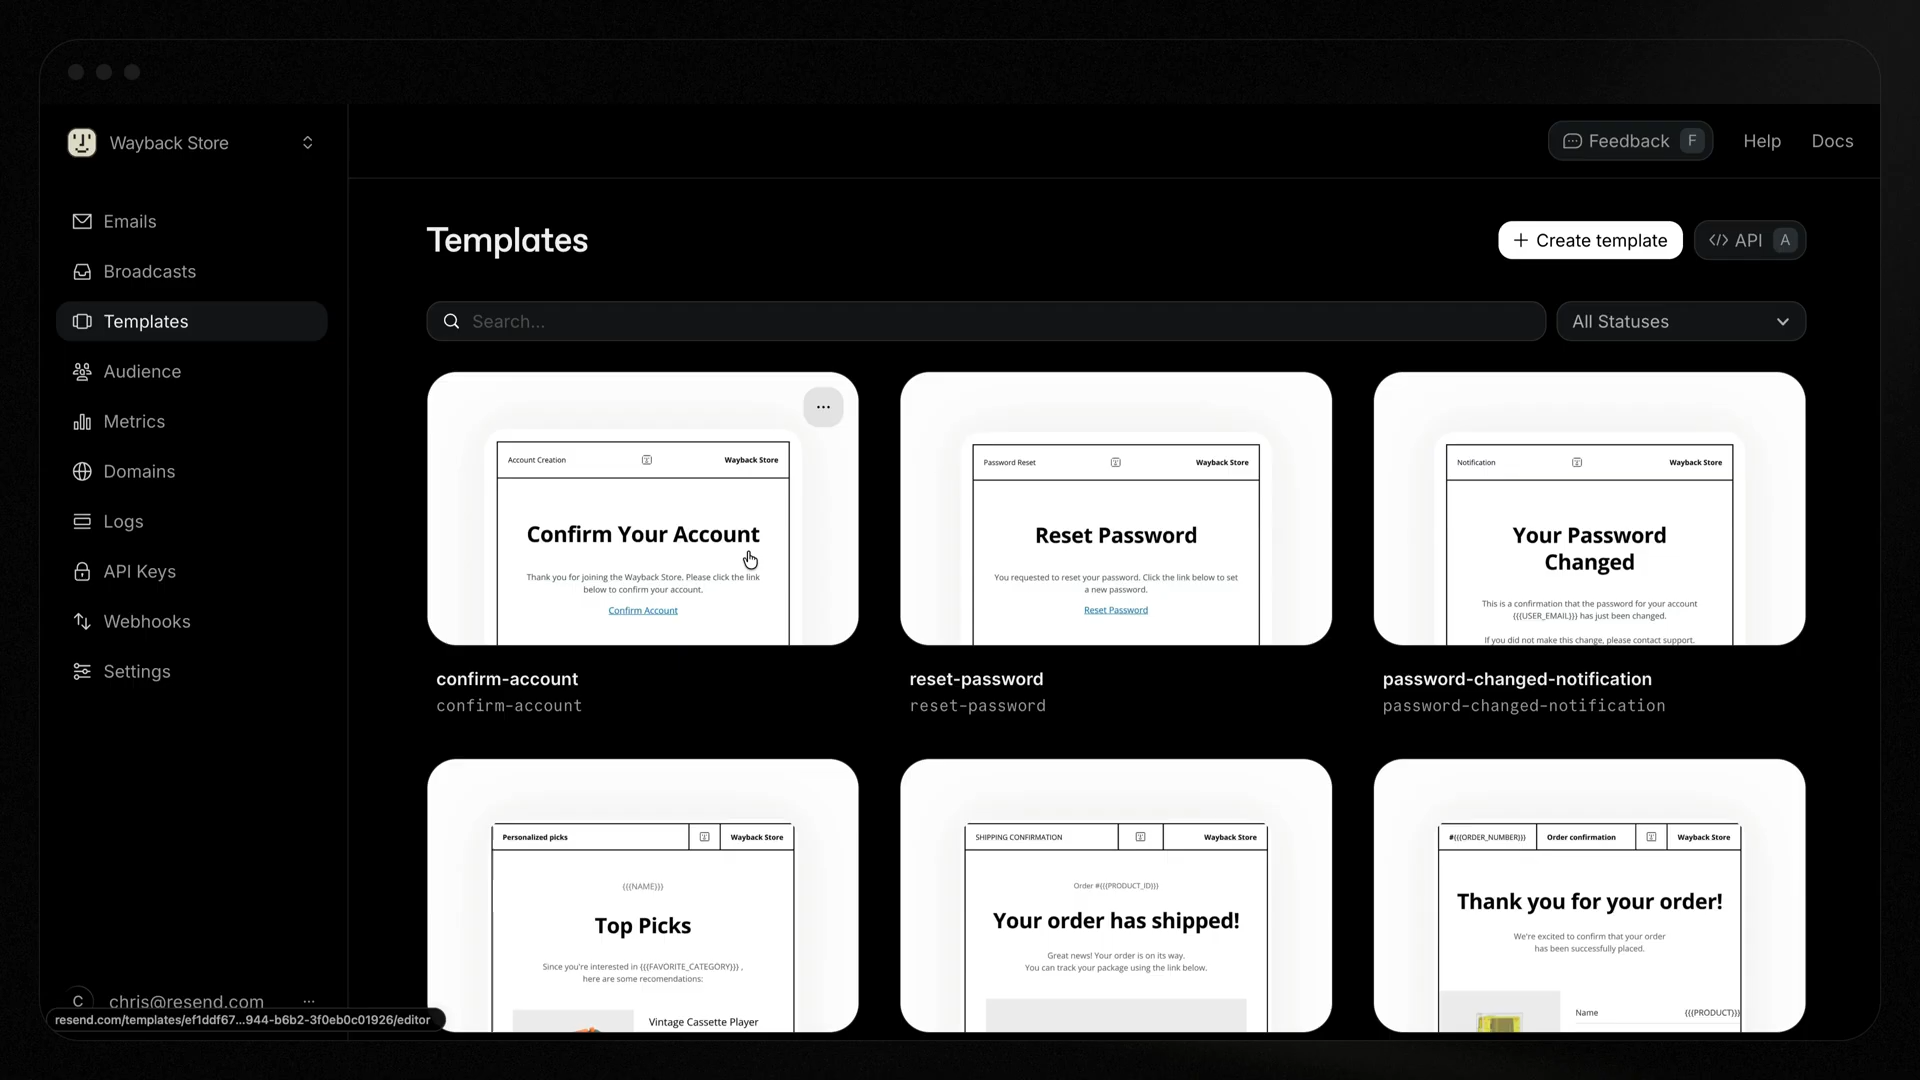 Wayback Store
Feedback F
Help
Docs
Emails
Broadcasts
Templates
Audience
Metrics
Domains
Logs
API Keys
Webhooks
Settings
Templates
+ Create template
</> API A
Search...
All Statuses
Account Creation
Wayback Store
Confirm Your Account
Thank you for joining the Wayback Store. Please click the link
below to confirm your account.
Confirm Account
confirm-account
confirm-account
Password Reset
Wayback Store
Reset Password
You requested to reset your password. Click the link below to set
a new password.
Reset Password
reset-password
reset-password
Notification
Wayback Store
Your Password
Changed
This is a confirmation that the password for your account
{{{USER_EMAIL}}} has just been changed.
If you did not make this change, please contact support.
password-changed-notification
password-changed-notification
Personalized picks
Wayback Store
{{{NAME}}}
Top Picks
Since you're interested in {{{FAVORITE_CATEGORY}}} ,
here are some recomendations:
Vintage Cassette Player
SHIPPING CONFIRMATION
Wayback Store
Order #{{{PRODUCT_ID}}}
Your order has shipped!
Great news! Your order is on its way.
You can track your package using the link below.
#{{{ORDER_NUMBER}}}
Order confirmation
Wayback Store
Thank you for your order!
We're excited to confirm that your order
has been successfully placed.
Name
{{{PRODUCT}}}
C
chris@resend.com
...
resend.com/templates/ef1ddf67...944-b6b2-3f0eb0c01926/editor